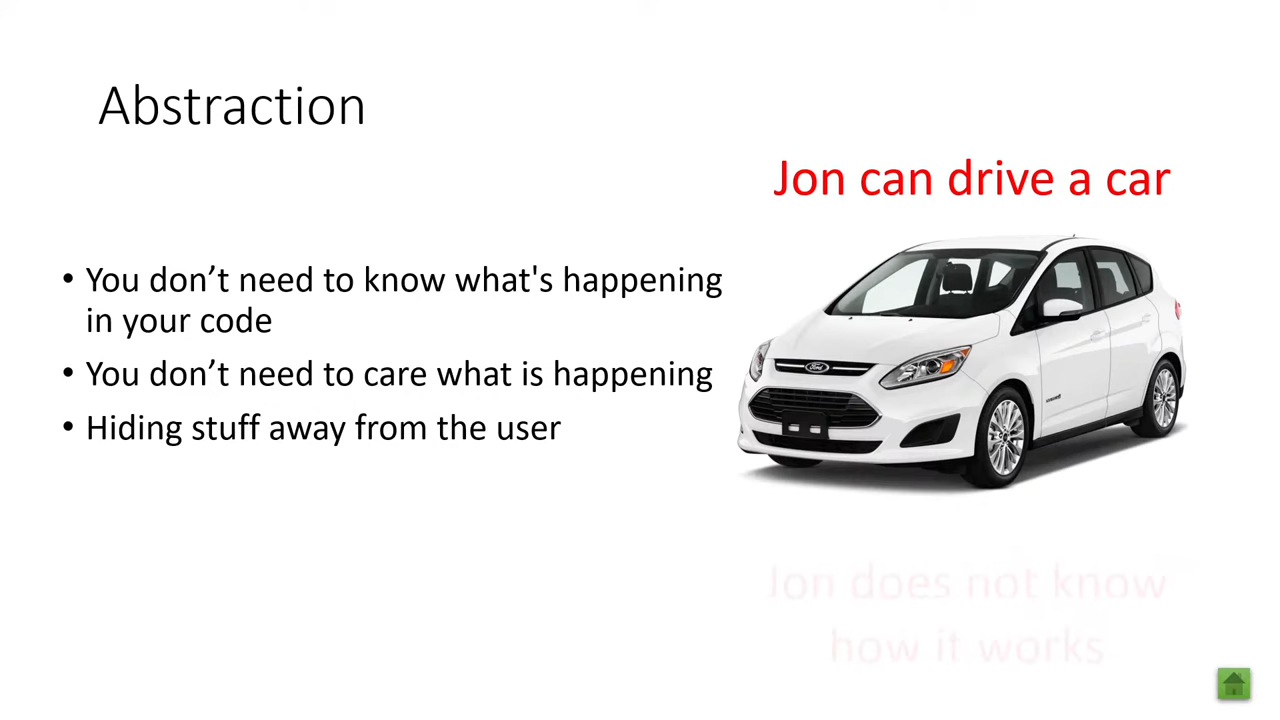 Abstraction
Jon can drive a car
• You don’t need to know what's happening
in your code
• You don’t need to care what is happening
• Hiding stuff away from the user
Ford
Jon does not know
how it works